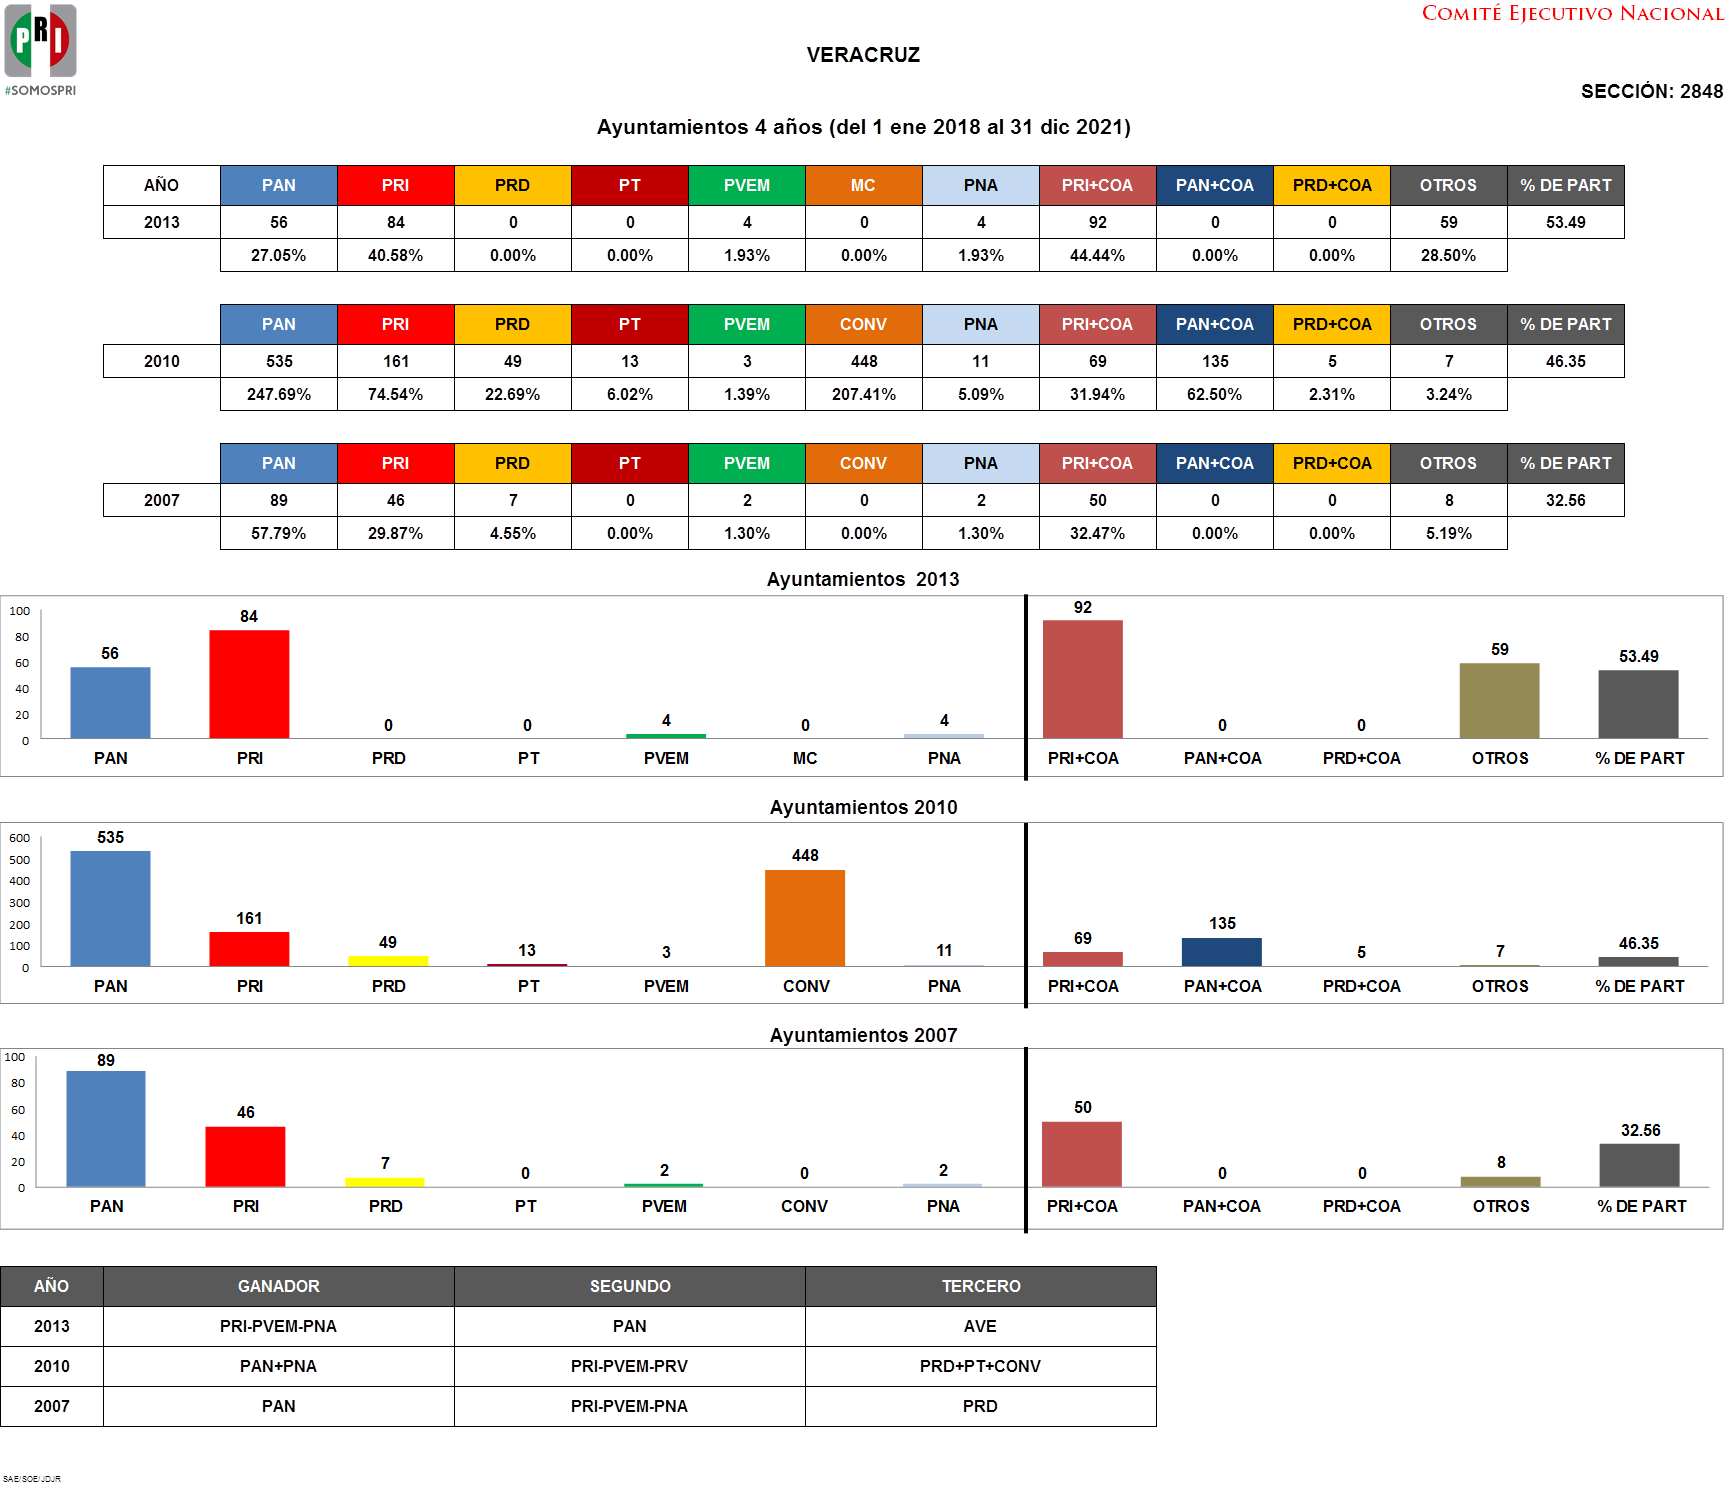 COMITÉ EJECUTIVO NACIONAL
PRI
#SOMOSPRI
VERACRUZ
SECCIÓN: 2848
Ayuntamientos 4 años (del 1 ene 2018 al 31 dic 2021)
AÑO PAN PRI PRD PT PVEM MC PNA PRI+COA PAN+COA PRD+COA OTROS % DE PART
2013 56 84 0 0 4 0 4 92 0 0 59 53.49
27.05% 40.58% 0.00% 0.00% 1.93% 0.00% 1.93% 44.44% 0.00% 0.00% 28.50%
PAN PRI PRD PT PVEM CONV PNA PRI+COA PAN+COA PRD+COA OTROS % DE PART
2010 535 161 49 13 3 448 11 69 135 5 7 46.35
247.69% 74.54% 22.69% 6.02% 1.39% 207.41% 5.09% 31.94% 62.50% 2.31% 3.24%
PAN PRI PRD PT PVEM CONV PNA PRI+COA PAN+COA PRD+COA OTROS % DE PART
2007 89 46 7 0 2 0 2 50 0 0 8 32.56
57.79% 29.87% 4.55% 0.00% 1.30% 0.00% 1.30% 32.47% 0.00% 0.00% 5.19%
Ayuntamientos 2013
100
80
60
40
20
0
56 84 0 0 4 0 4 92 0 0 59 53.49
PAN PRI PRD PT PVEM MC PNA PRI+COA PAN+COA PRD+COA OTROS % DE PART
Ayuntamientos 2010
600
500
400
300
200
100
0
535 161 49 13 3 448 11 69 135 5 7 46.35
PAN PRI PRD PT PVEM CONV PNA PRI+COA PAN+COA PRD+COA OTROS % DE PART
Ayuntamientos 2007
100
80
60
40
20
0
89 46 7 0 2 0 2 50 0 0 8 32.56
PAN PRI PRD PT PVEM CONV PNA PRI+COA PAN+COA PRD+COA OTROS % DE PART
AÑO GANADOR SEGUNDO TERCERO
2013 PRI-PVEM-PNA PAN AVE
2010 PAN+PNA PRI-PVEM-PRV PRD+PT+CONV
2007 PAN PRI-PVEM-PNA PRD
SAE/SOE/JDJR